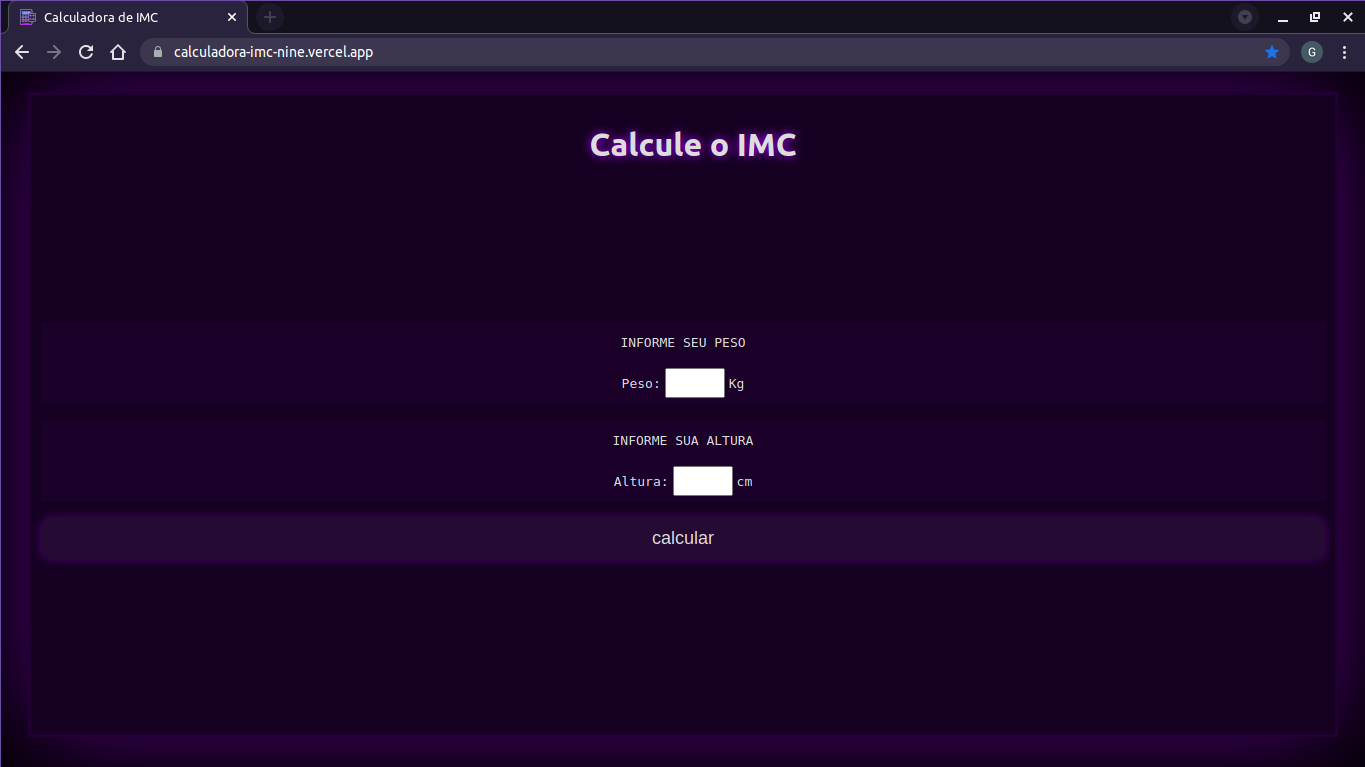 Calculadora de IMC
calculadora-imc-nine.vercel.app
G
Calcule o IMC
INFORME SEU PESO
Peso: Kg
INFORME SUA ALTURA
Altura: cm
calcular